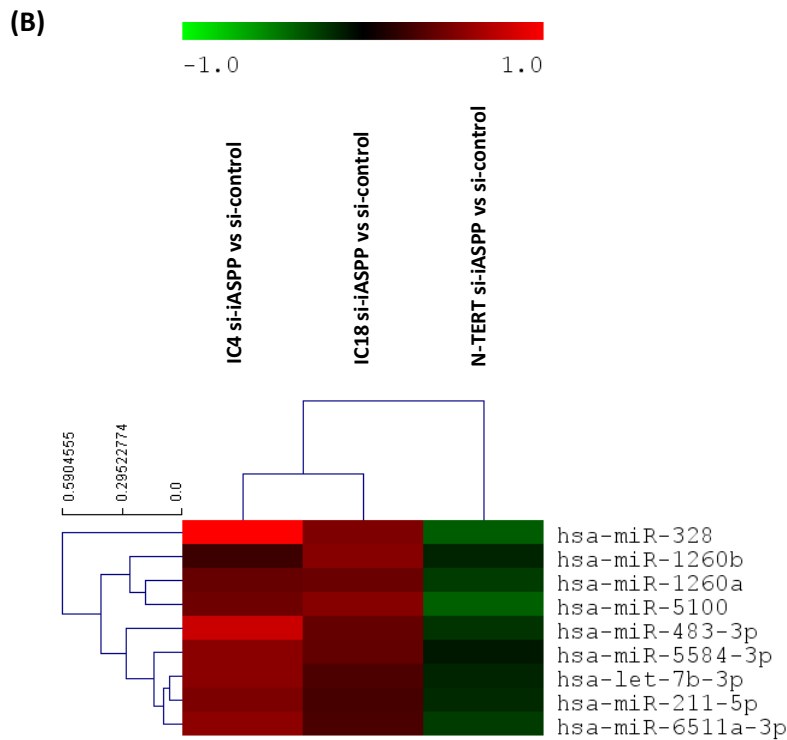 (B)
-1.0 1.0
IC4 si-iASPP vs si-control
IC18 si-iASPP vs si-control
N-TERT si-iASPP vs si-control
0.5904555
0.29522774
0.0
hsa-miR-328
hsa-miR-1260b
hsa-miR-1260a
hsa-miR-5100
hsa-miR-483-3p
hsa-miR-5584-3p
hsa-let-7b-3p
hsa-miR-211-5p
hsa-miR-6511a-3p